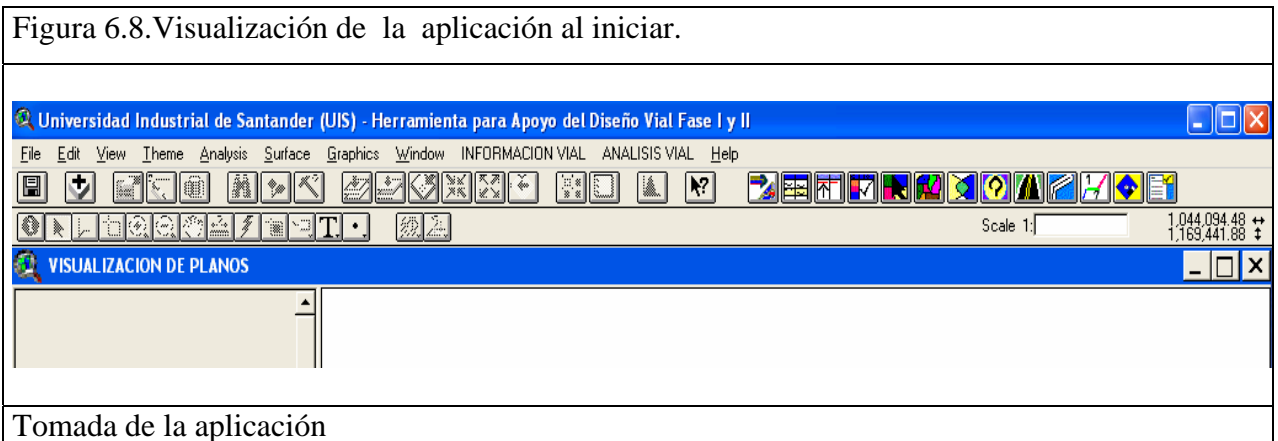 Figura 6.8.Visualización de la aplicación al iniciar.
Universidad Industrial de Santander (UIS) - Herramienta para Apoyo del Diseño Vial Fase I y II
File Edit View Theme Analysis Surface Graphics Window INFORMACION VIAL ANALISIS VIAL Help
Scale 1: 1,044,094.48
1,169,441.88
VISUALIZACION DE PLANOS
Tomada de la aplicación